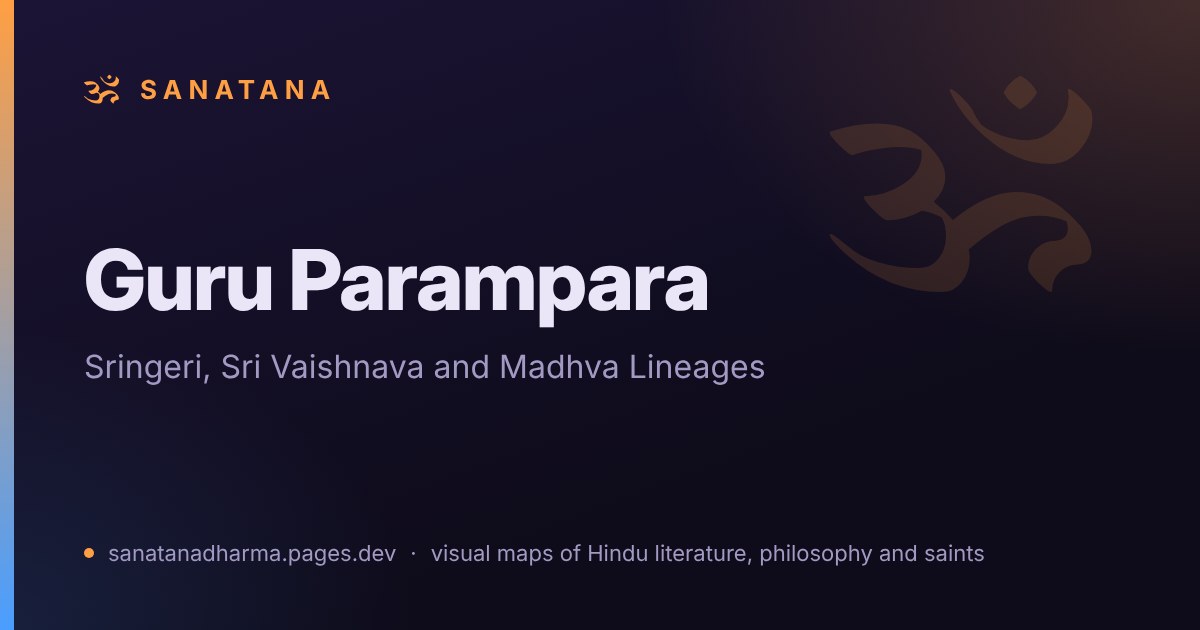 ॐ SANATANA
ॐ
Guru Parampara
Sringeri, Sri Vaishnava and Madhva Lineages
sanatanadharma.pages.dev · visual maps of Hindu literature, philosophy and saints